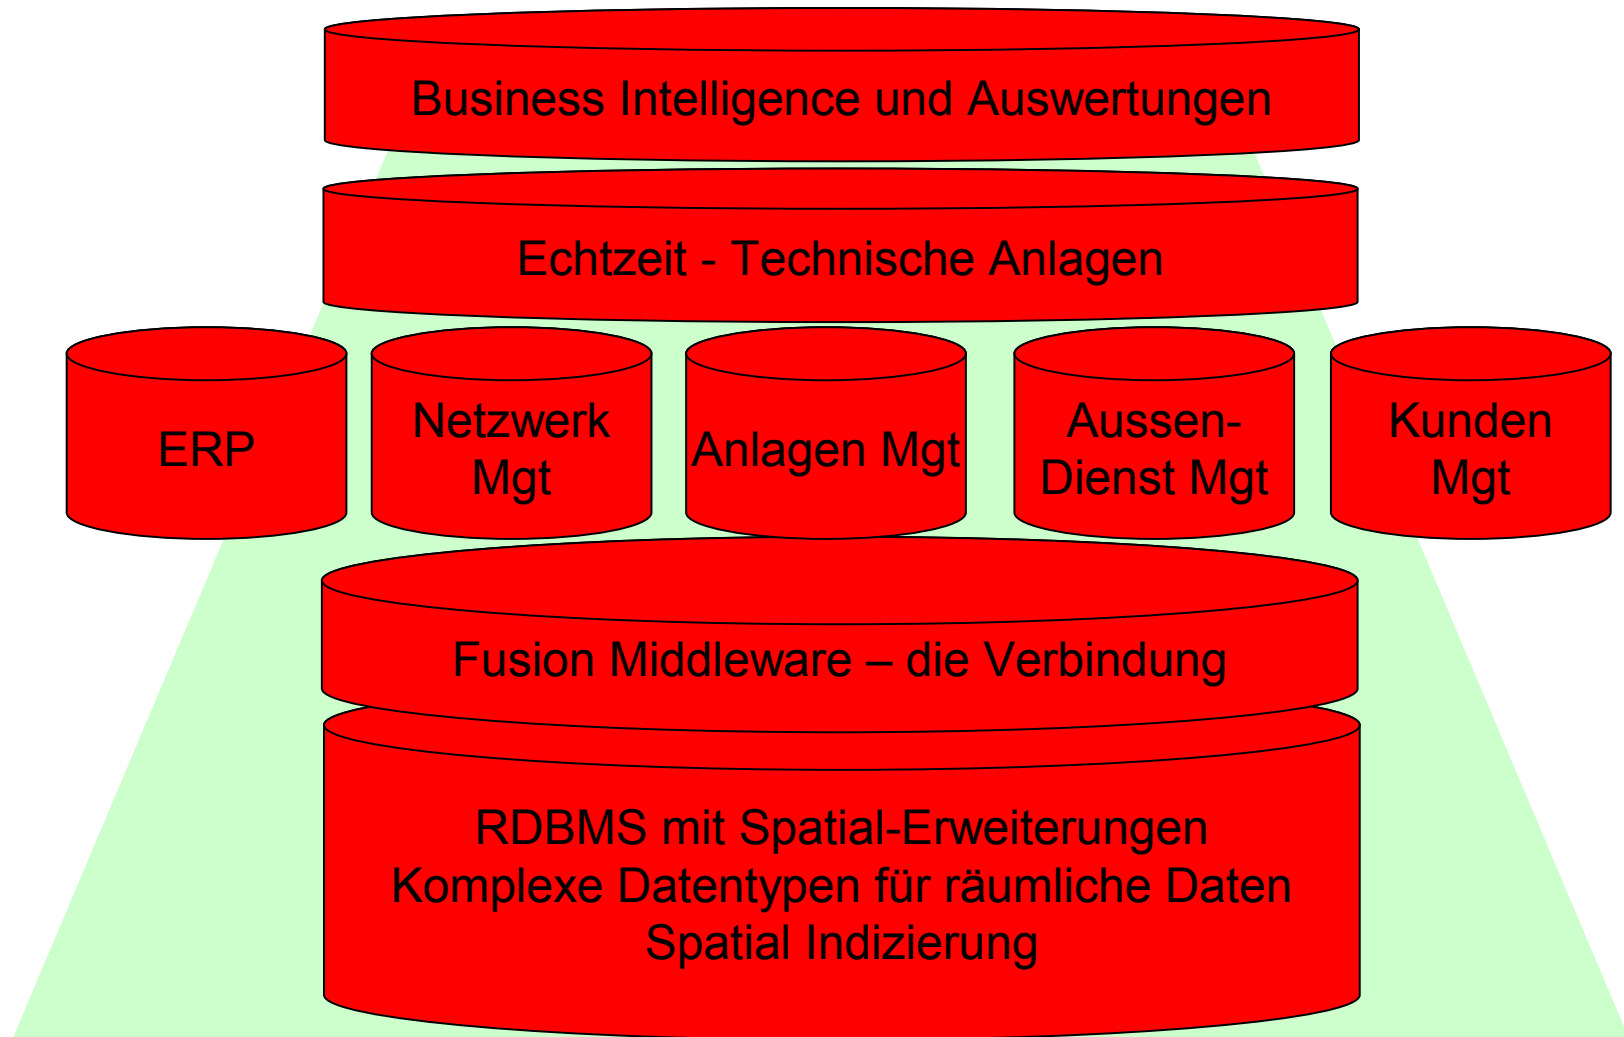 Business Intelligence und Auswertungen
Echtzeit - Technische Anlagen
ERP
Netzwerk
Mgt
Anlagen Mgt
Aussen-
Dienst Mgt
Kunden
Mgt
Fusion Middleware – die Verbindung
RDBMS mit Spatial-Erweiterungen
Komplexe Datentypen für räumliche Daten
Spatial Indizierung